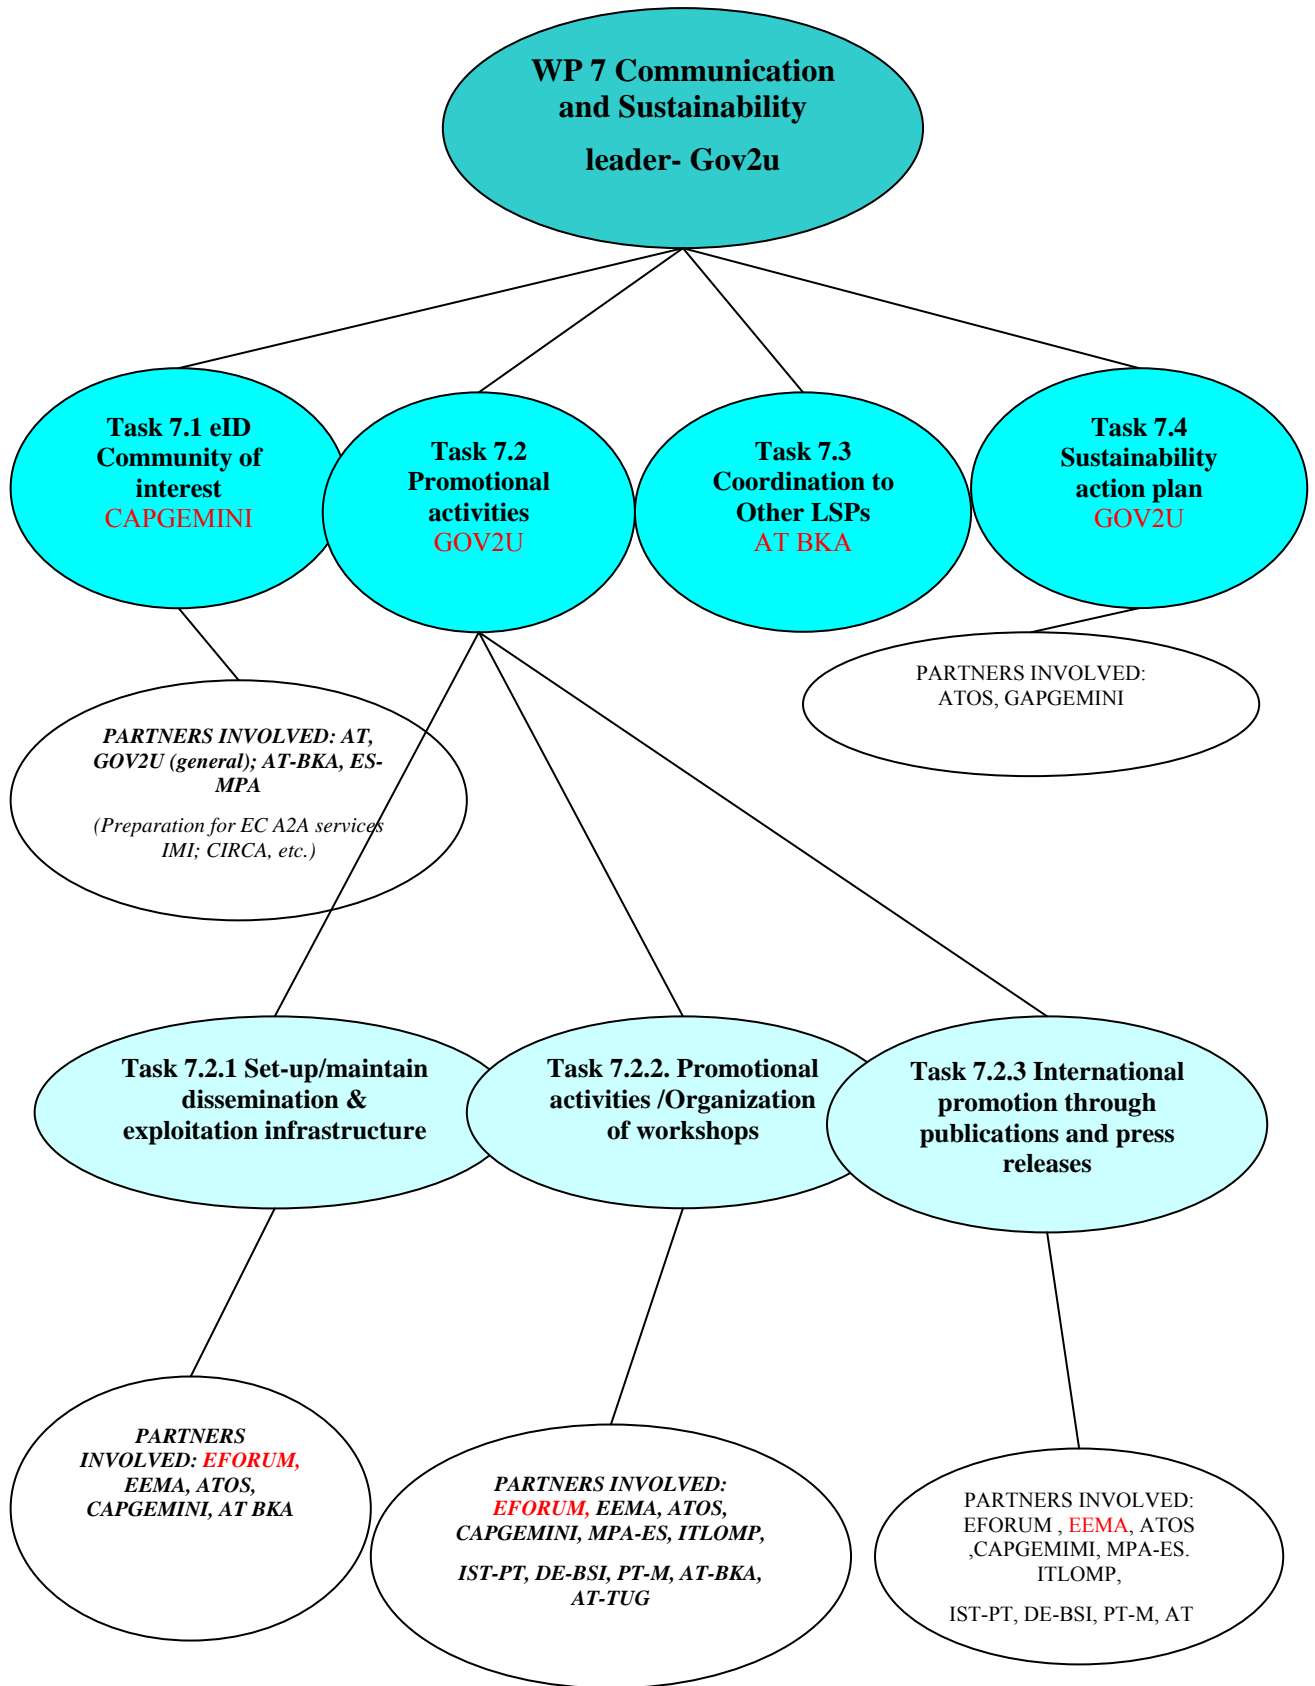 WP 7 Communication
and Sustainability
leader- Gov2u
Task 7.1 eID
Community of
interest
CAPGEMINI
Task 7.2
Promotional
activities
GOV2U
Task 7.3
Coordination to
Other LSPs
AT BKA
Task 7.4
Sustainability
action plan
GOV2U
PARTNERS INVOLVED: AT,
GOV2U (general); AT-BKA, ES-
MPA
(Preparation for EC A2A services
IMI; CIRCA, etc.)
PARTNERS INVOLVED:
ATOS, GAPGEMINI
Task 7.2.1 Set-up/maintain
dissemination &
exploitation infrastructure
Task 7.2.2. Promotional
activities /Organization
of workshops
Task 7.2.3 International
promotion through
publications and press
releases
PARTNERS
INVOLVED: EFORUM,
EEMA, ATOS,
CAPGEMINI, AT BKA
PARTNERS INVOLVED:
EFORUM, EEMA, ATOS,
CAPGEMINI, MPA-ES, ITLOMP,
IST-PT, DE-BSI, PT-M, AT-BKA,
AT-TUG
PARTNERS INVOLVED:
EFORUM , EEMA, ATOS
,CAPGEMIMI, MPA-ES.
ITLOMP,
IST-PT, DE-BSI, PT-M, AT